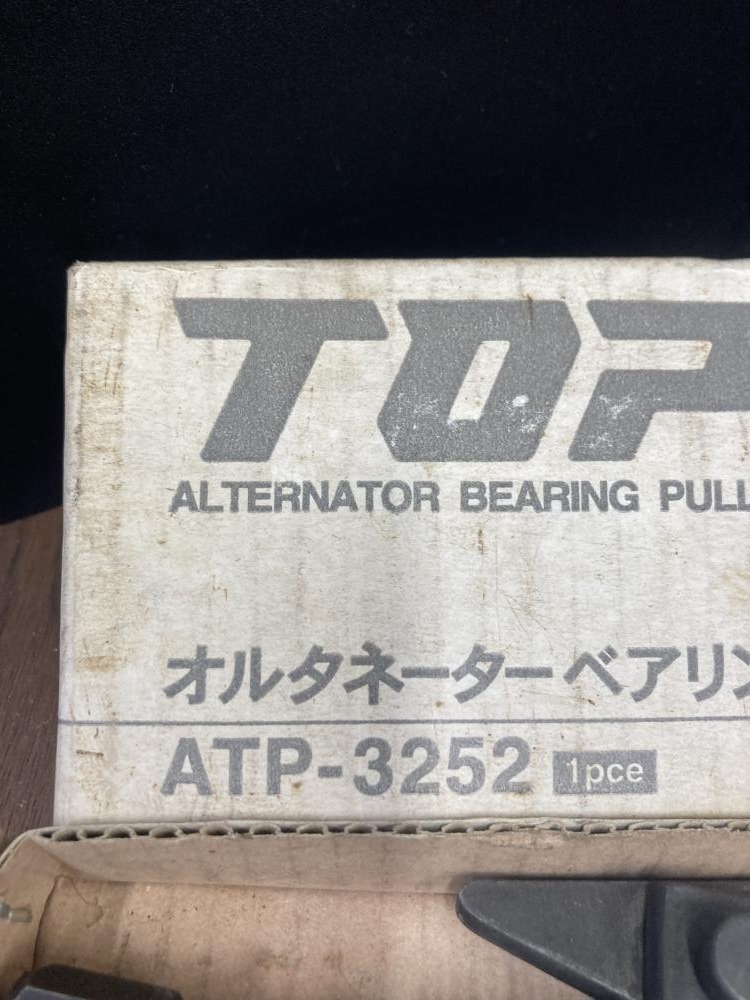 TOP
ALTERNATOR BEARING PULL
オルタネーターベアリン
ATP-3252 1pce